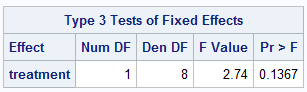 Type 3 Tests of Fixed Effects
Effect Num DF Den DF F Value Pr > F
treatment 1 8 2.74 0.1367